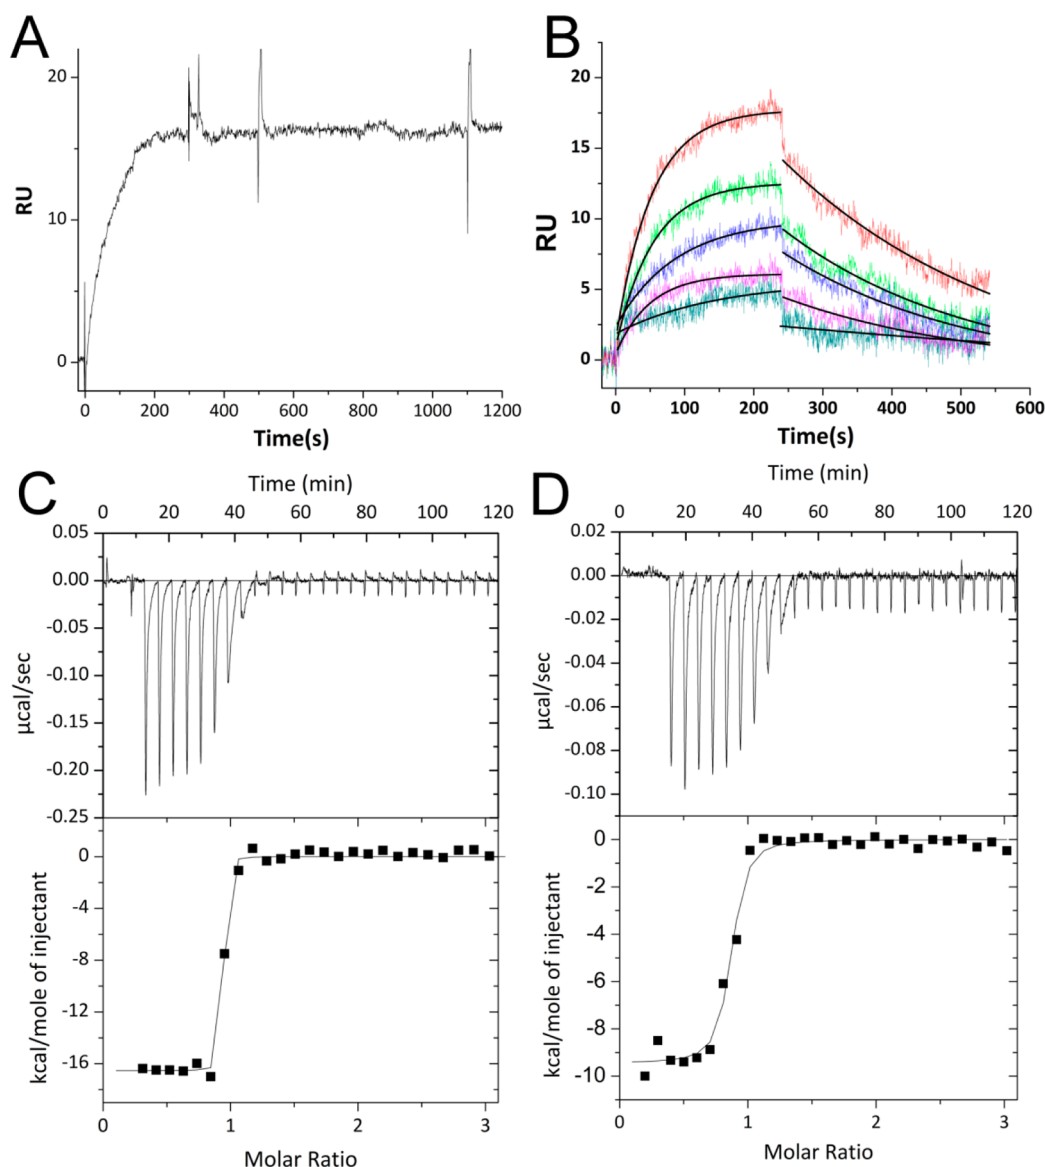 A
B
20
10
0
RU
0 200 400 600 800 1000 1200
Time(s)
20
15
10
5
0
RU
0 100 200 300 400 500 600
Time(s)
C
Time (min)
0 20 40 60 80 100 120
0.05
0.00
-0.05
-0.10
-0.15
-0.20
-0.25
µcal/sec
0
-4
-8
-12
-16
kcal/mole of injectant
0 1 2 3
Molar Ratio
D
Time (min)
0 20 40 60 80 100 120
0.02
0.00
-0.02
-0.04
-0.06
-0.08
-0.10
µcal/sec
0
-2
-4
-6
-8
-10
kcal/mole of injectant
0 1 2 3
Molar Ratio